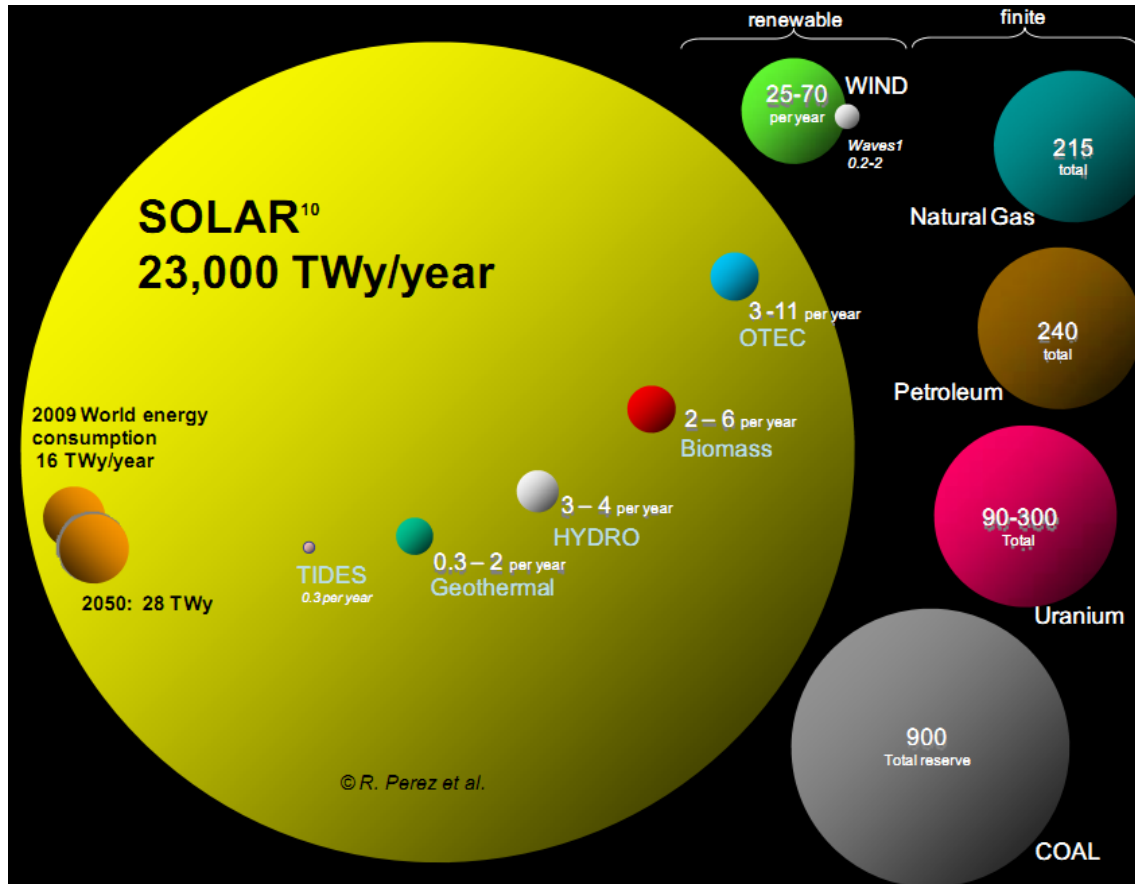 renewable
finite
25-70
per year
WIND
Waves1
0.2-2
215
total
Natural Gas
SOLAR10
23,000 TWy/year
3 -11 per year
OTEC
240
total
Petroleum
2009 World energy
consumption
16 TWy/year
2 – 6 per year
Biomass
3 – 4 per year
HYDRO
90-300
Total
Uranium
TIDES
0.3 per year
0.3 – 2 per year
Geothermal
2050: 28 TWy
900
Total reserve
© R. Perez et al.
COAL